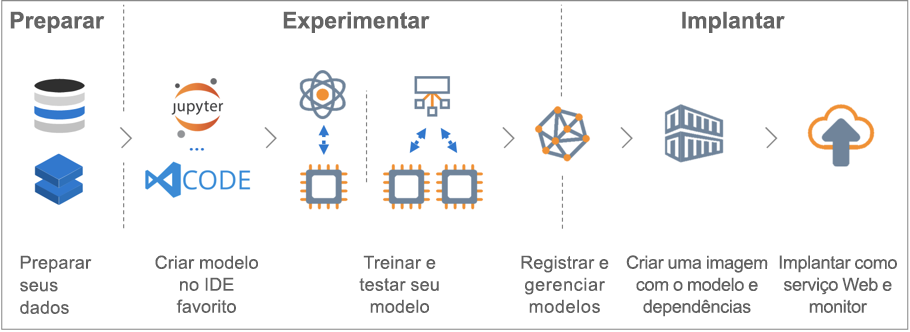 Preparar
Experimentar
Implantar
jupyter
...
CODE
Preparar
seus
dados
Criar modelo
no IDE
favorito
Treinar e
testar seu
modelo
Registrar e
gerenciar
modelos
Criar uma imagem
com o modelo e
dependências
Implantar como
serviço Web e
monitor